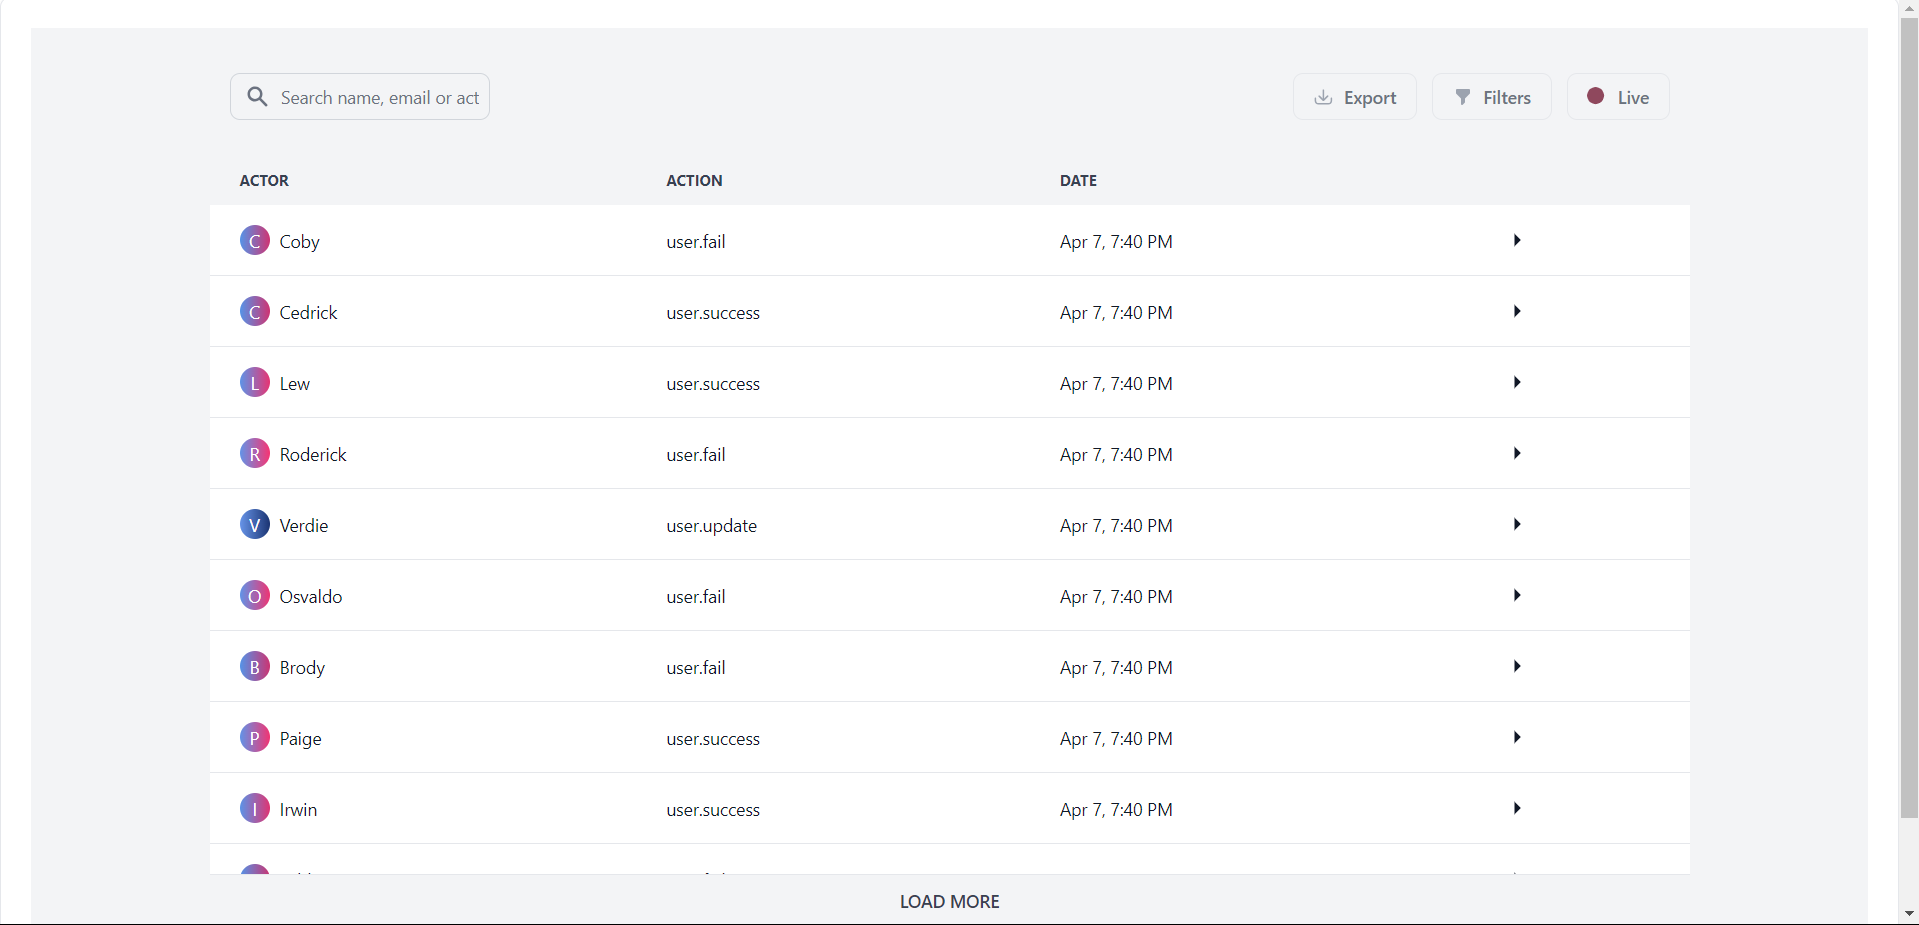 Search name, email or act
Export
Filters
Live
ACTOR ACTION DATE
C Coby user.fail Apr 7, 7:40 PM
C Cedrick user.success Apr 7, 7:40 PM
L Lew user.success Apr 7, 7:40 PM
R Roderick user.fail Apr 7, 7:40 PM
V Verdie user.update Apr 7, 7:40 PM
O Osvaldo user.fail Apr 7, 7:40 PM
B Brody user.fail Apr 7, 7:40 PM
P Paige user.success Apr 7, 7:40 PM
I Irwin user.success Apr 7, 7:40 PM
LOAD MORE